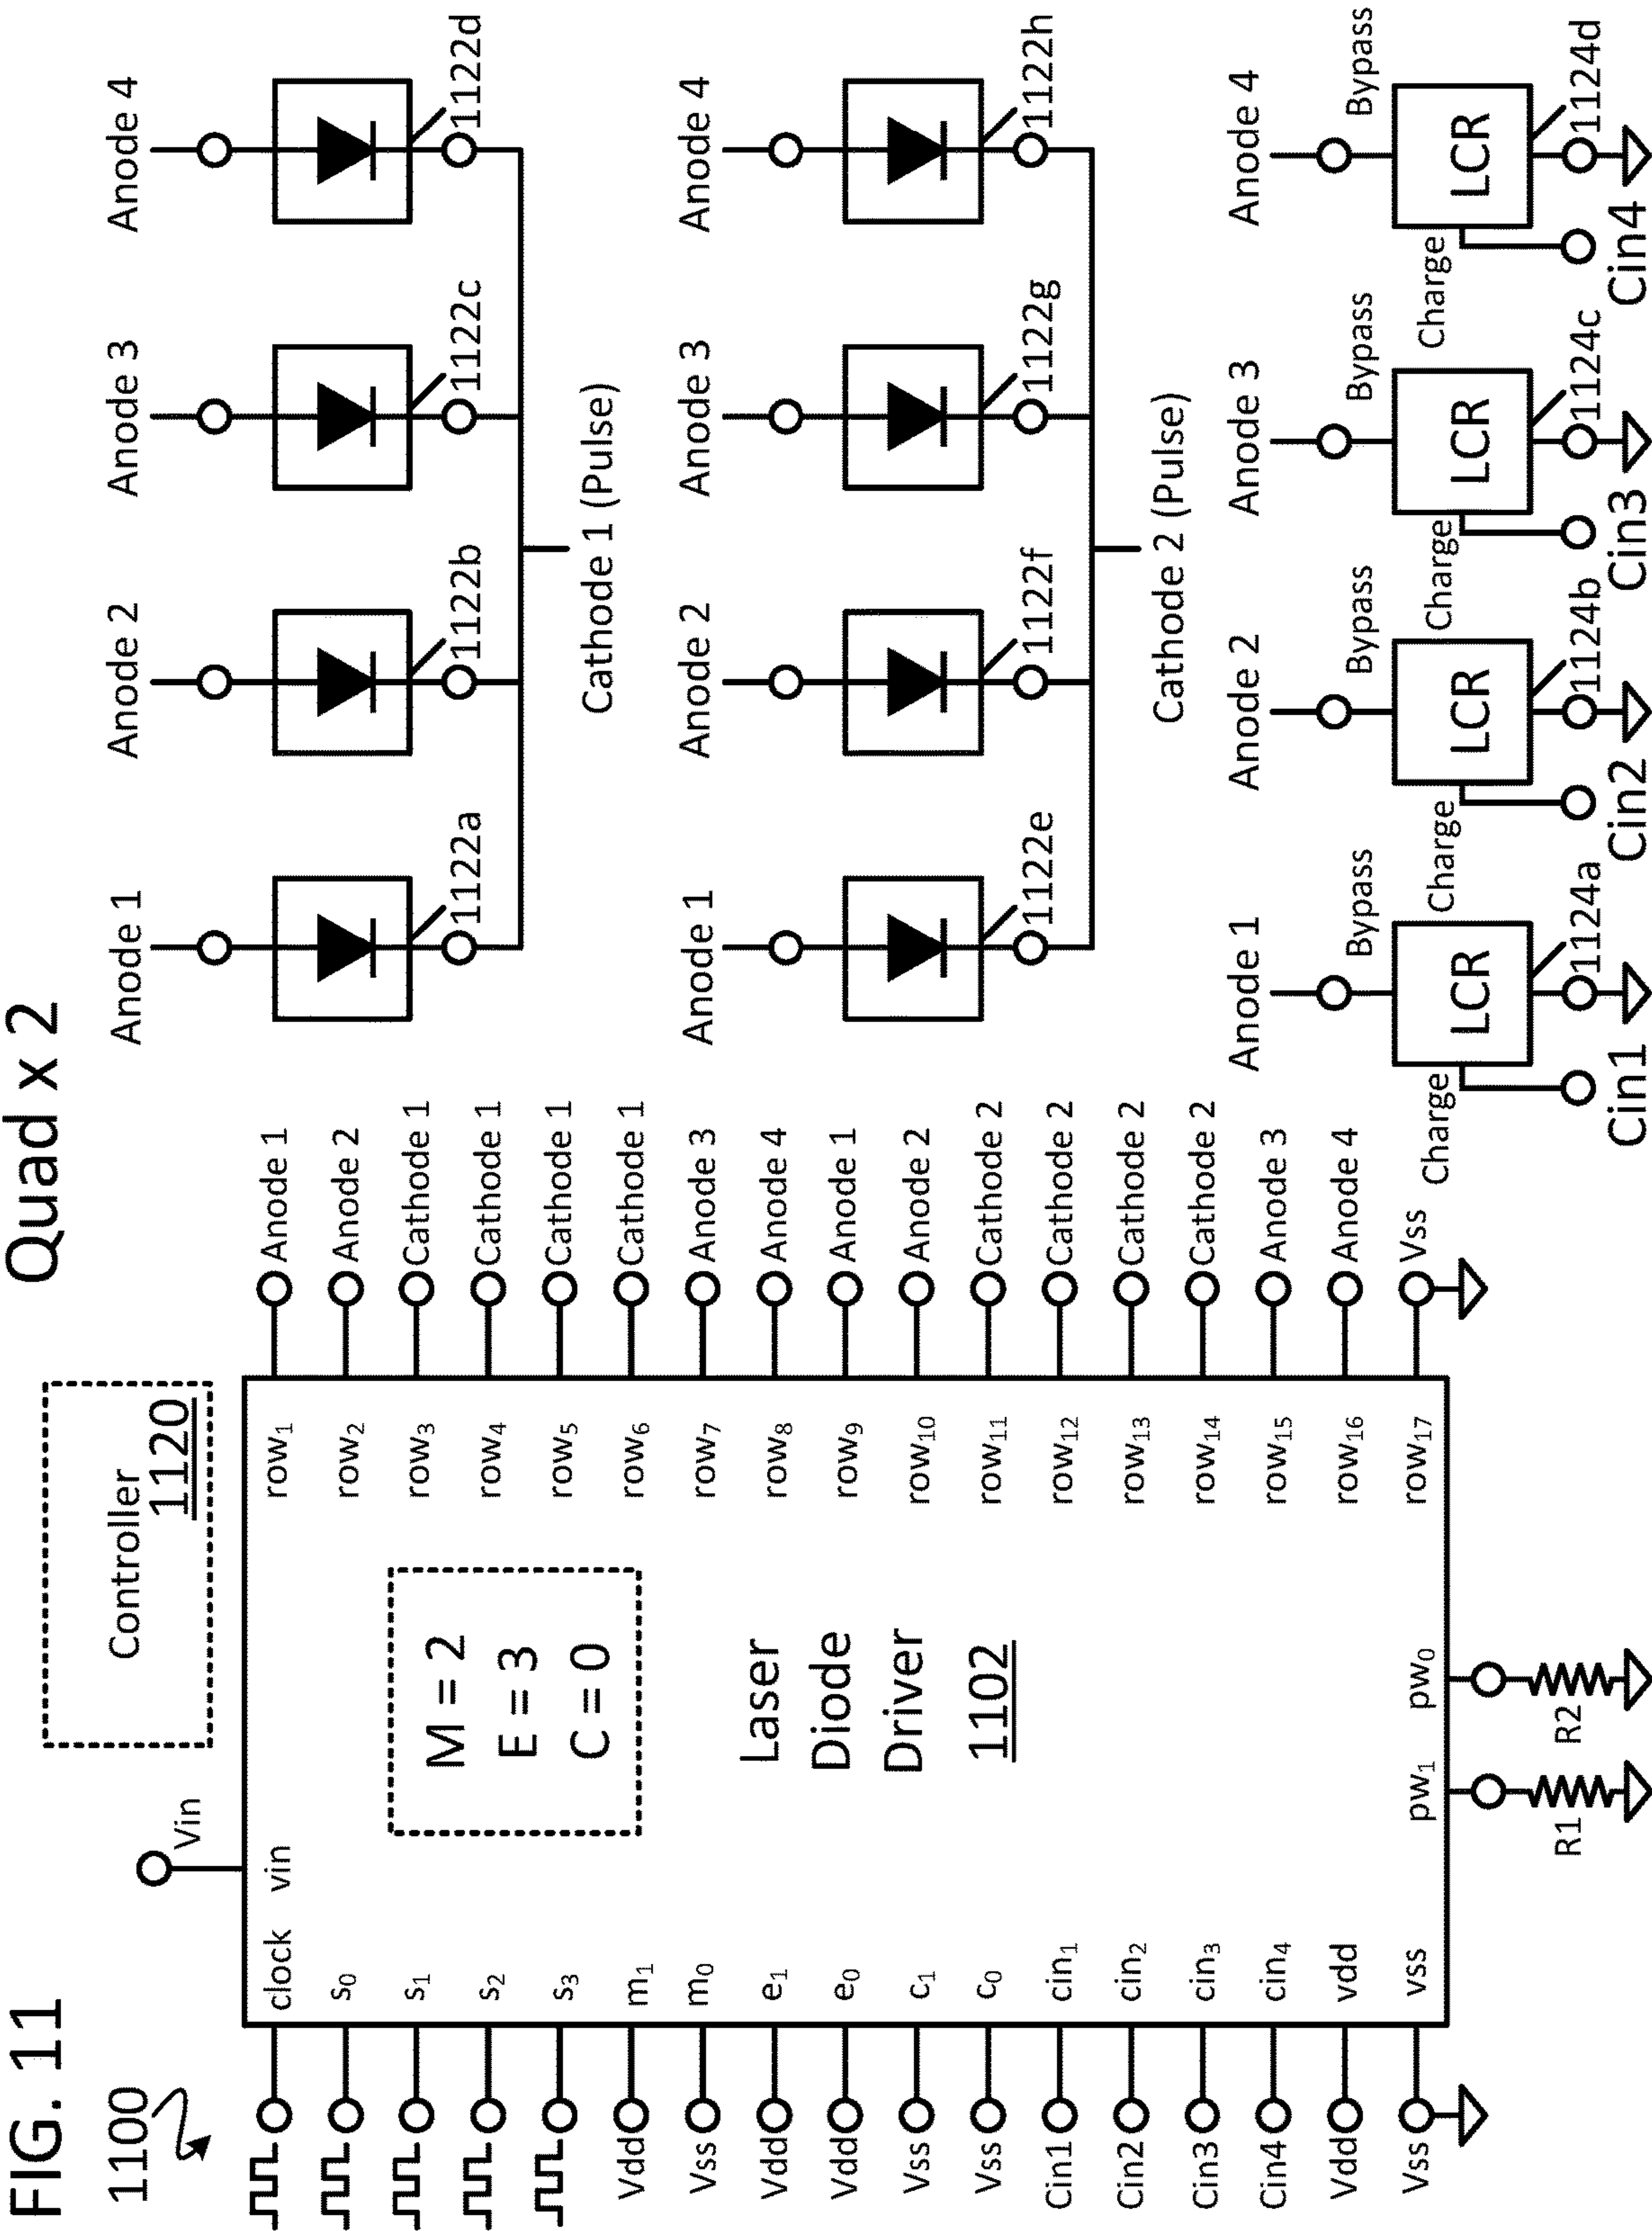 FIG. 11
Quad x 2
1100
Controller
1120
Vin
vin
clock
s0
s1
s2
s3
Vdd m1
Vss m0
Vdd e1
Vdd e0
Vss c1
Vss c0
Cin1 cin1
Cin2 cin2
Cin3 cin3
Cin4 cin4
Vdd vdd
Vss vss
M = 2
E = 3
C = 0
Laser
Diode
Driver
1102
pw1
pw0
R1
R2
row1 Anode 1
row2 Anode 2
row3 Cathode 1
row4 Cathode 1
row5 Cathode 1
row6 Cathode 1
row7 Anode 3
row8 Anode 4
row9 Anode 1
row10 Anode 2
row11 Cathode 2
row12 Cathode 2
row13 Cathode 2
row14 Cathode 2
row15 Anode 3
row16 Anode 4
row17 Vss
Anode 1 Anode 2 Anode 3 Anode 4
1122a 1122b 1122c 1122d
Cathode 1 (Pulse)
Anode 1 Anode 2 Anode 3 Anode 4
1122e 1122f 1122g 1122h
Cathode 2 (Pulse)
Anode 1 Anode 2 Anode 3 Anode 4
Bypass Bypass Bypass Bypass
Charge Charge Charge Charge
LCR LCR LCR LCR
1124a 1124b 1124c 1124d
Cin1 Cin2 Cin3 Cin4